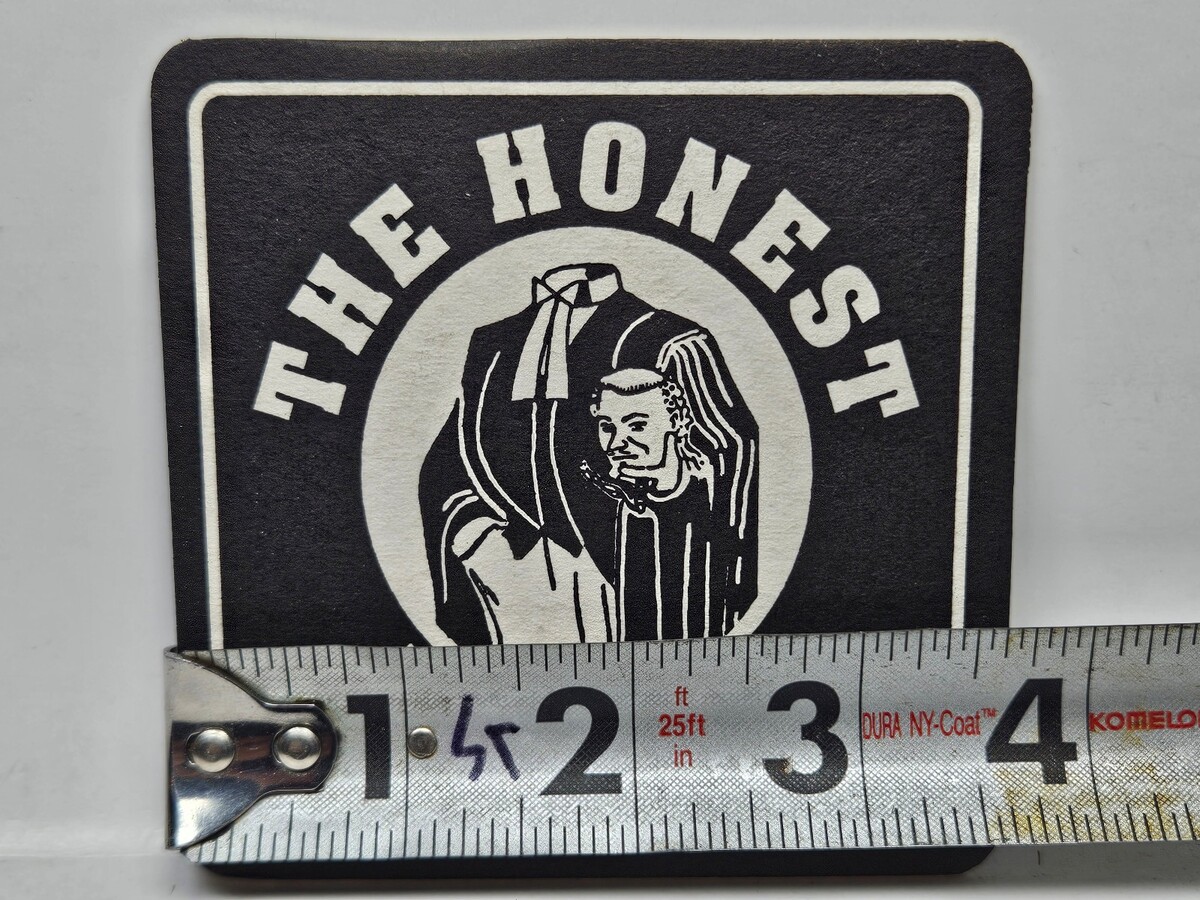 THE HONEST
1 2 3 4
ft
25ft
in
DURA NY-Coat™
KOMELO